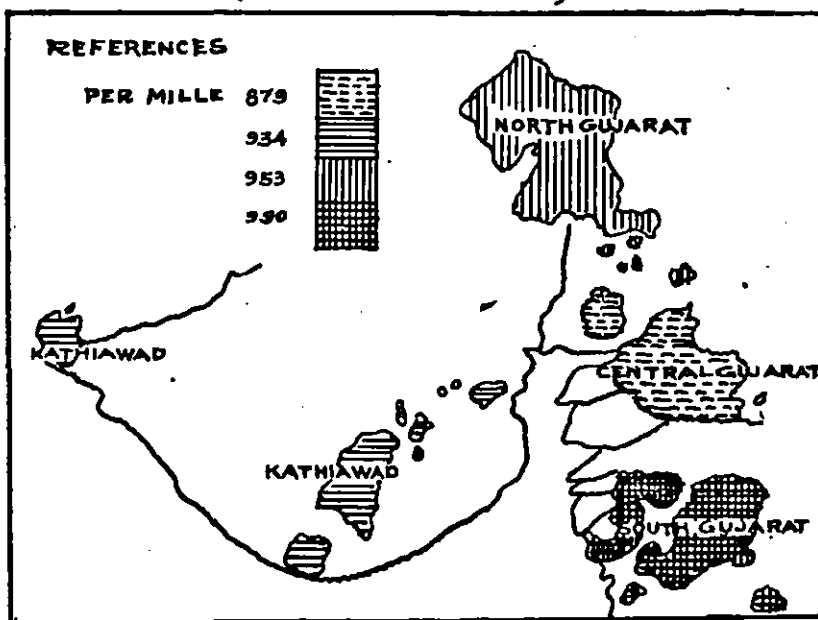 REFERENCES
PER MILLE 879
934
953
990
NORTH GUJARAT
KATHIAWAD
CENTRAL GUJARAT
KATHIAWAD
SOUTH GUJARAT